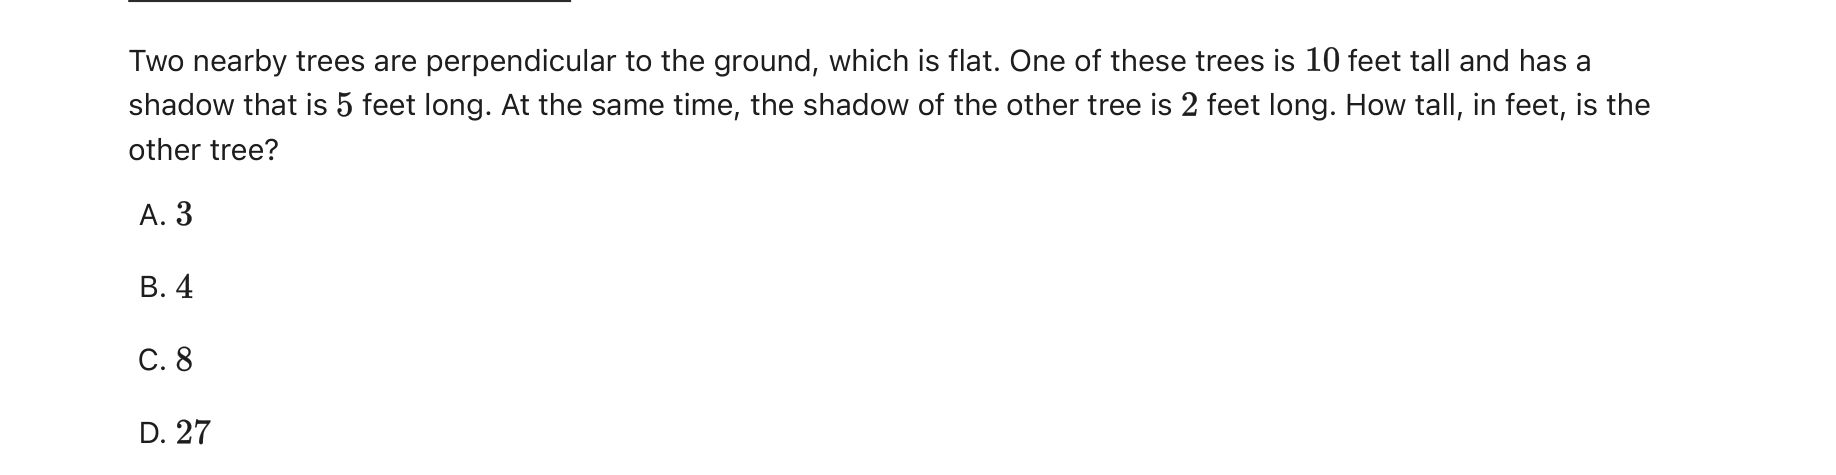 Two nearby trees are perpendicular to the ground, which is flat. One of these trees is 10 feet tall and has a
shadow that is 5 feet long. At the same time, the shadow of the other tree is 2 feet long. How tall, in feet, is the
other tree?
A. 3
B. 4
C. 8
D. 27